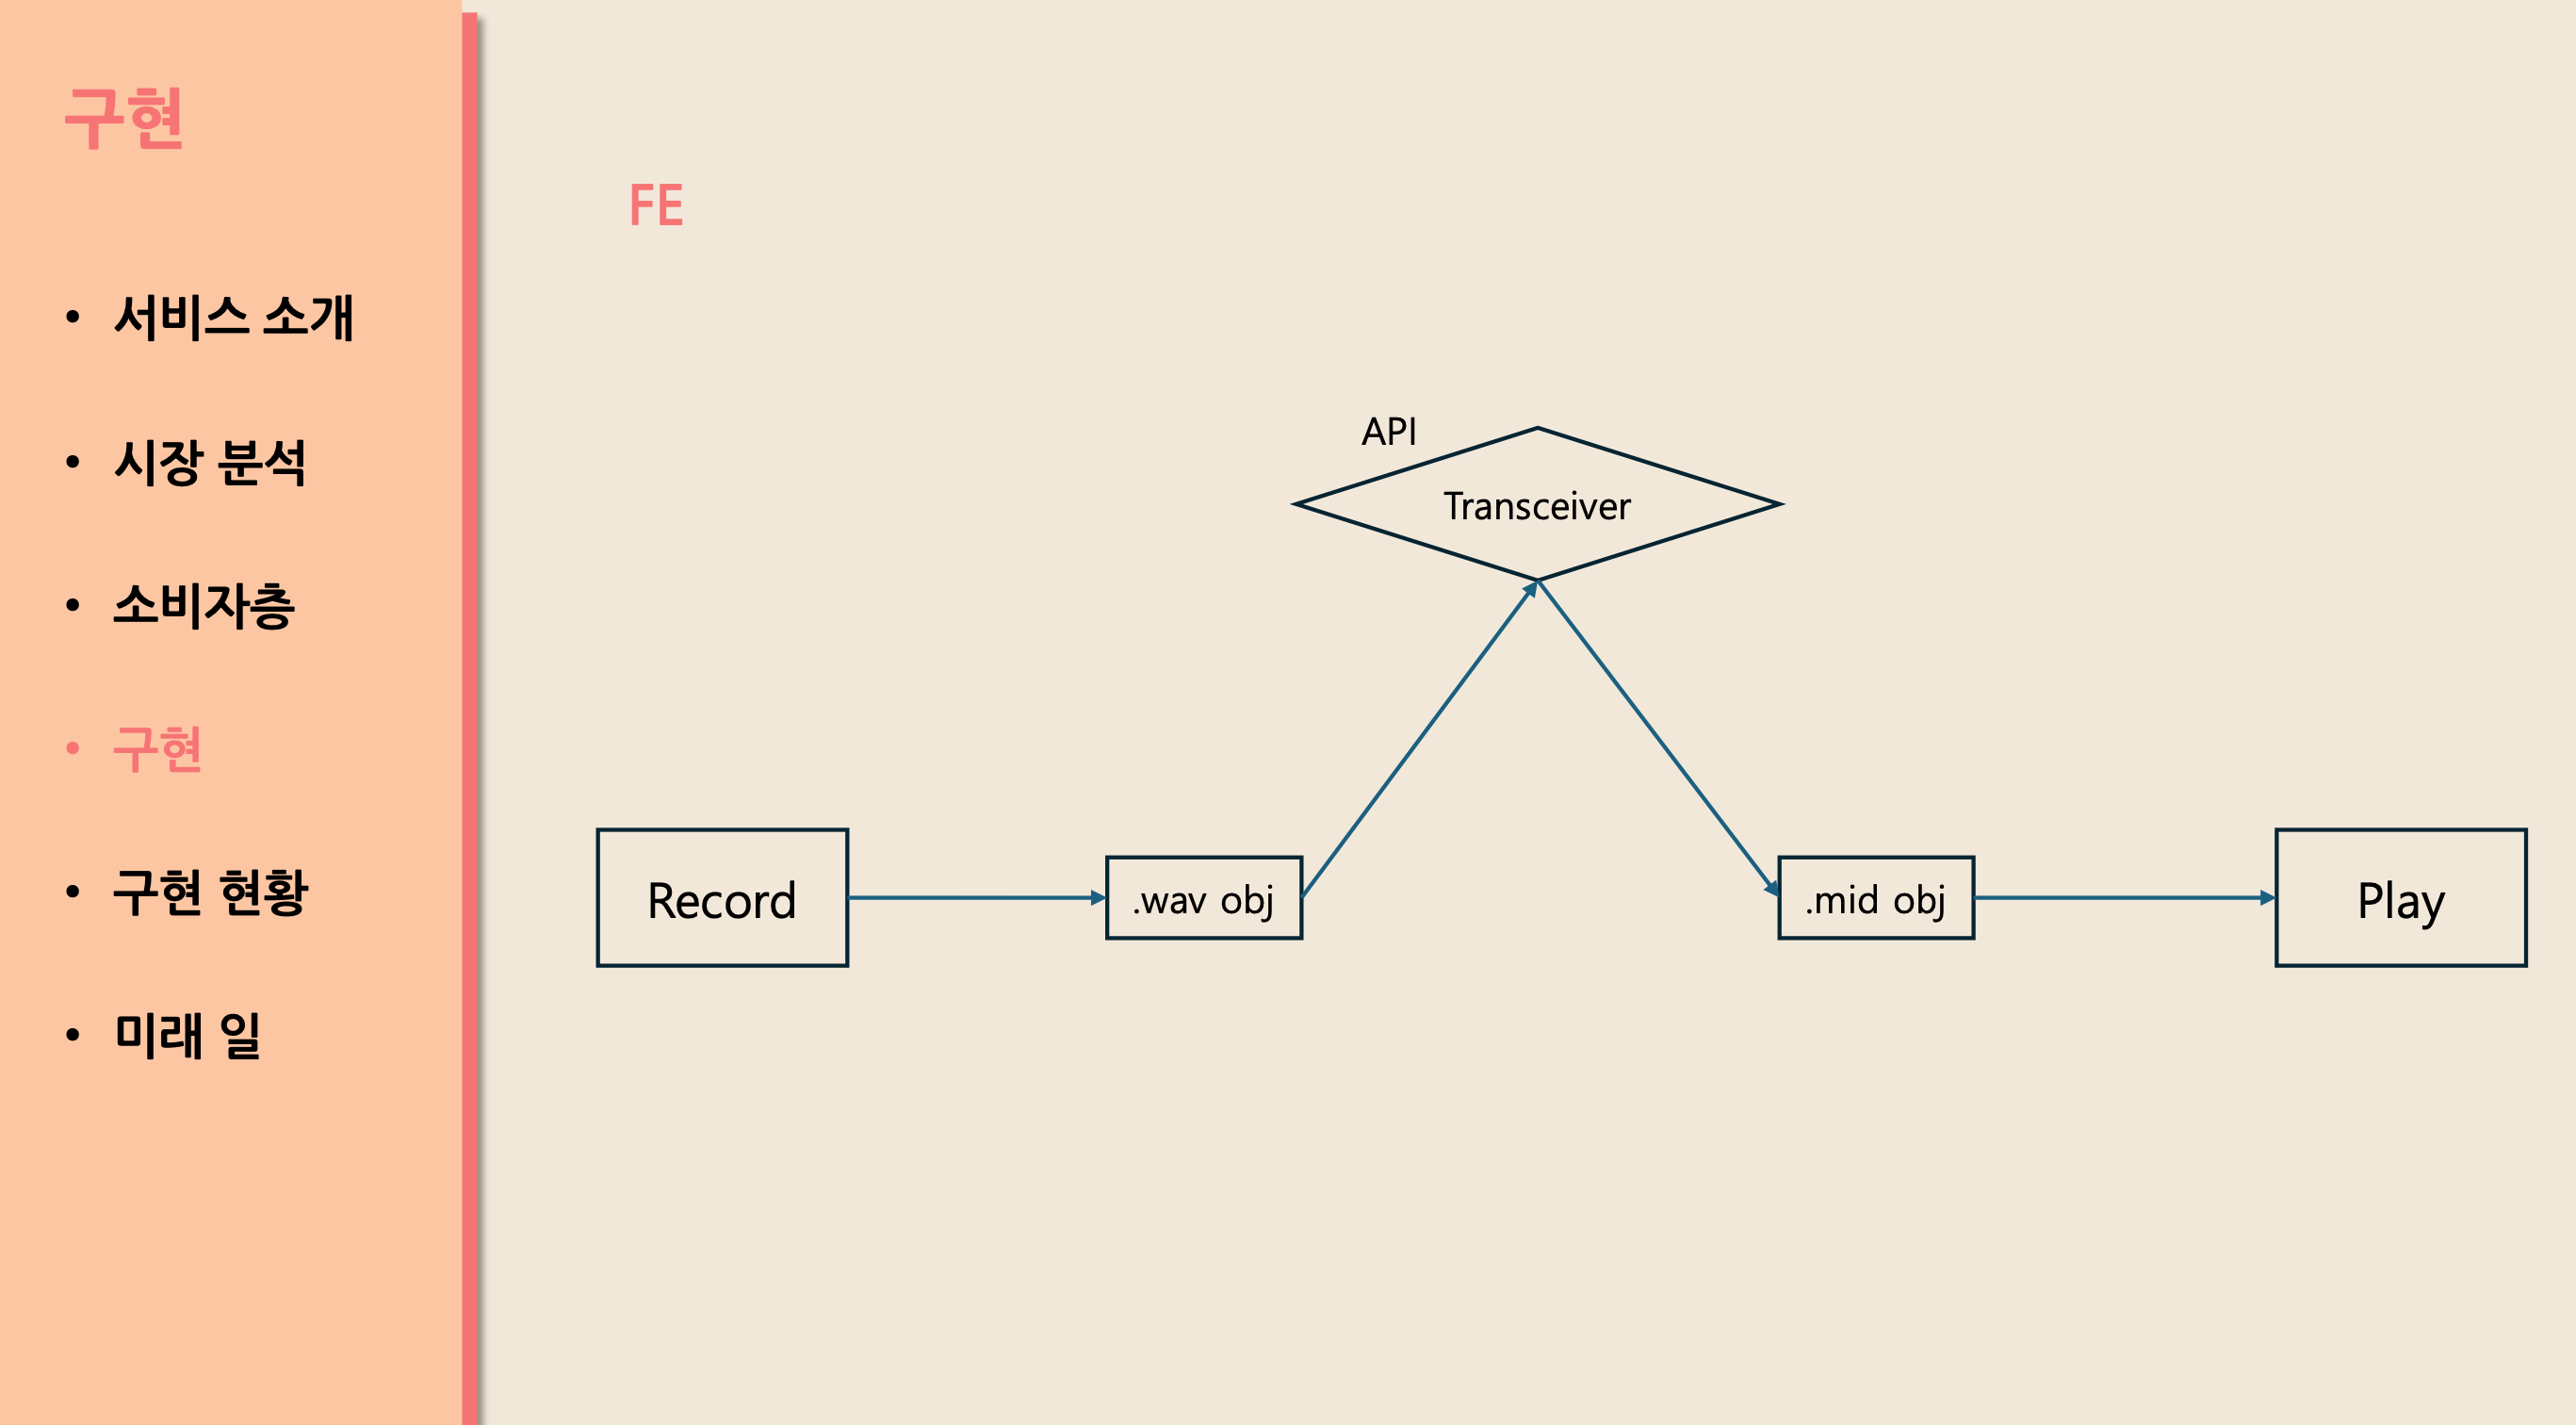 구현
• 서비스 소개
• 시장 분석
• 소비자층
• 구현
• 구현 현황
• 미래 일
FE
API
Transceiver
Record
.wav obj
.mid obj
Play